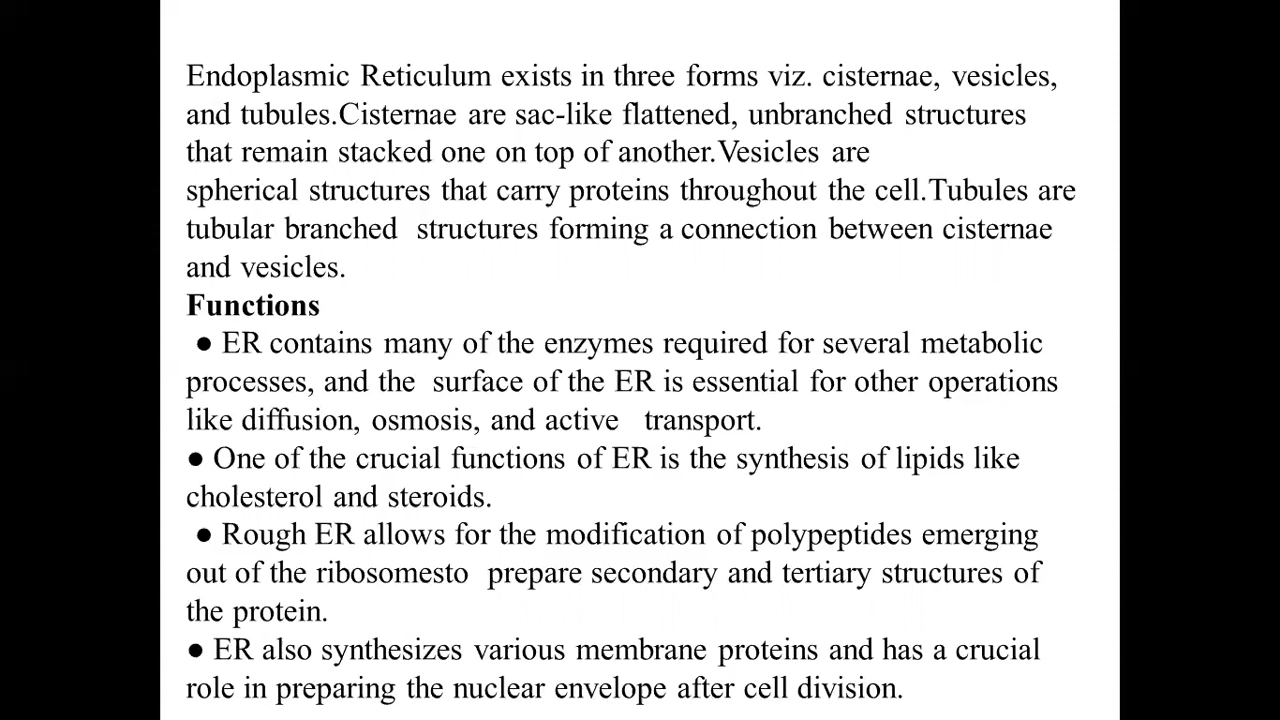 Endoplasmic Reticulum exists in three forms viz. cisternae, vesicles,
and tubules.Cisternae are sac-like flattened, unbranched structures
that remain stacked one on top of another.Vesicles are
spherical structures that carry proteins throughout the cell.Tubules are
tubular branched  structures forming a connection between cisternae
and vesicles.
Functions
● ER contains many of the enzymes required for several metabolic
processes, and the  surface of the ER is essential for other operations
like diffusion, osmosis, and active   transport.
● One of the crucial functions of ER is the synthesis of lipids like
cholesterol and steroids.
● Rough ER allows for the modification of polypeptides emerging
out of the ribosomesto  prepare secondary and tertiary structures of
the protein.
● ER also synthesizes various membrane proteins and has a crucial
role in preparing the nuclear envelope after cell division.